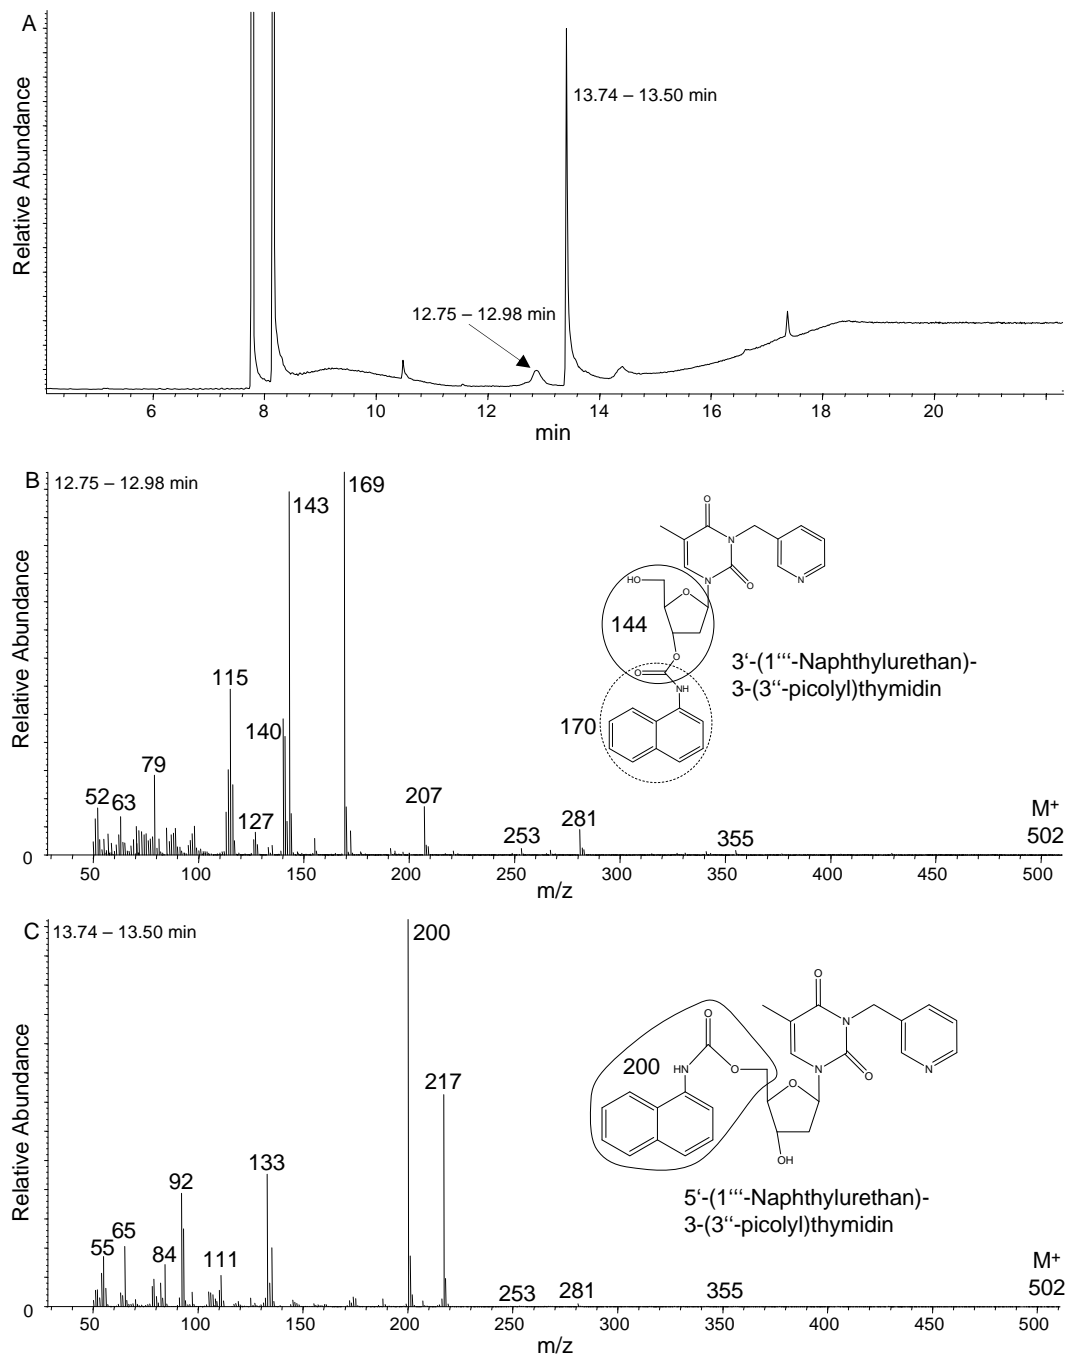 A
Relative Abundance
13.74 – 13.50 min
12.75 – 12.98 min
6 8 10 12 14 16 18 20
min
B
12.75 – 12.98 min
Relative Abundance
169
143
115
140
79
52
63
127
207
253
281
355
M+
502
0
50 100 150 200 250 300 350 400 450 500
m/z
O
N
N
O
N
HO
O
144
O
O
NH
170
3‘-(1‘‘‘-Naphthylurethan)-
3-(3‘‘-picolyl)thymidin
C
13.74 – 13.50 min
Relative Abundance
200
217
133
92
65
55
84
111
253
281
355
M+
502
0
50 100 150 200 250 300 350 400 450 500
m/z
O
O
N
N
O
N
HN
O
O
OH
200
5‘-(1‘‘‘-Naphthylurethan)-
3-(3‘‘-picolyl)thymidin